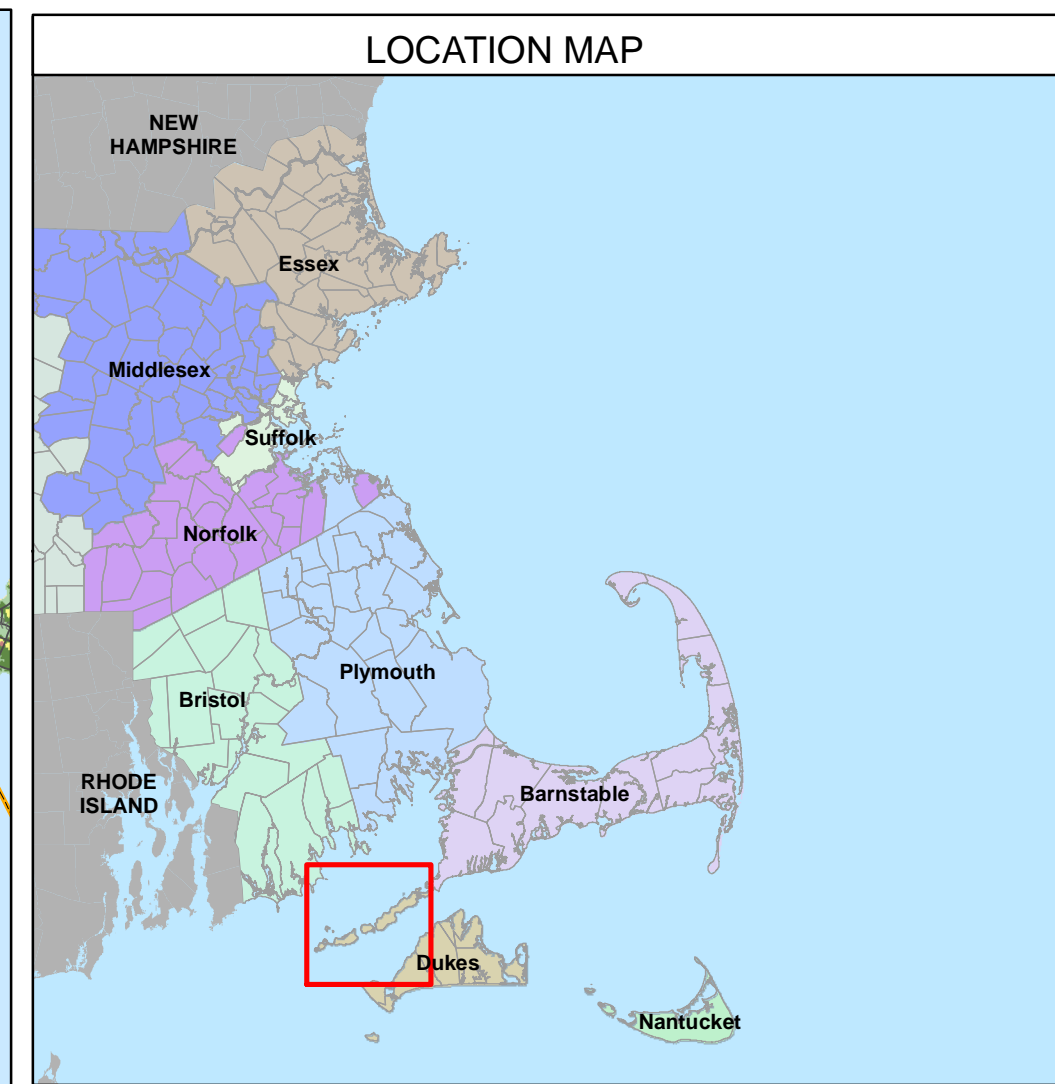 LOCATION MAP
NEW
HAMPSHIRE
Essex
Middlesex
Suffolk
Norfolk
Plymouth
Bristol
RHODE
ISLAND
Barnstable
Dukes
Nantucket